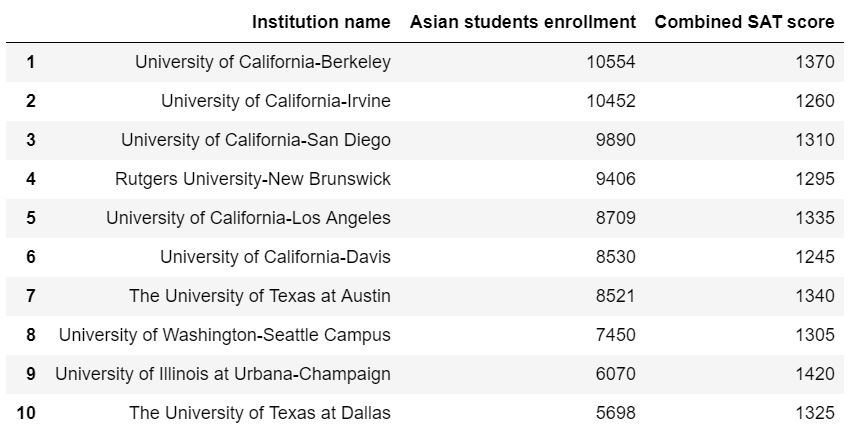 Institution name Asian students enrollment Combined SAT score
1 University of California-Berkeley 10554 1370
2 University of California-Irvine 10452 1260
3 University of California-San Diego 9890 1310
4 Rutgers University-New Brunswick 9406 1295
5 University of California-Los Angeles 8709 1335
6 University of California-Davis 8530 1245
7 The University of Texas at Austin 8521 1340
8 University of Washington-Seattle Campus 7450 1305
9 University of Illinois at Urbana-Champaign 6070 1420
10 The University of Texas at Dallas 5698 1325